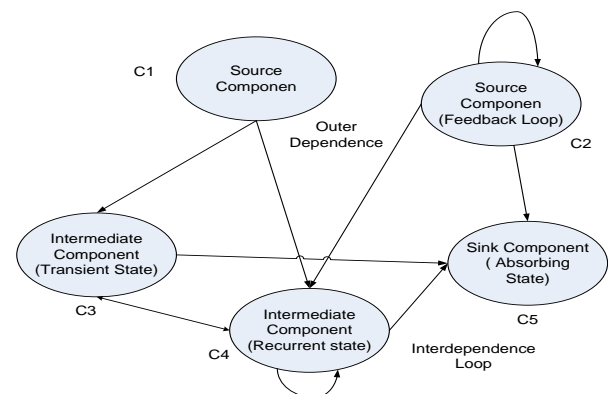 C1
Source
Componen
Source
Componen
(Feedback Loop)
C2
Outer
Dependence
Intermediate
Component
(Transient State)
C3
Sink Component
( Absorbing
State)
C5
Intermediate
Component
(Recurrent state)
C4
Interdependence
Loop